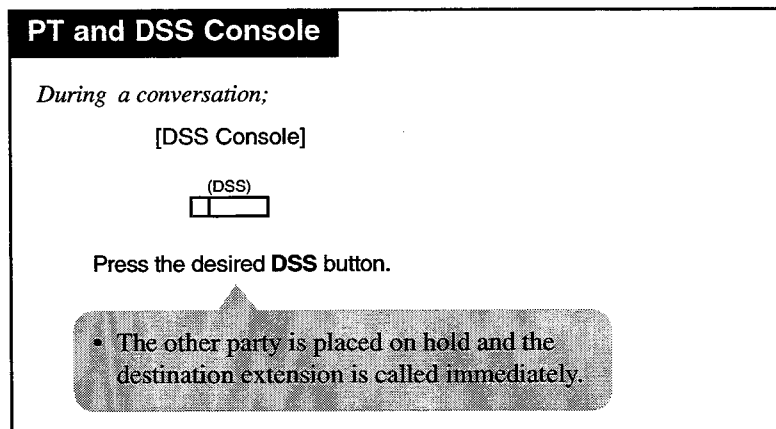 PT and DSS Console
During a conversation;
[DSS Console]
(DSS)
Press the desired DSS button.
• The other party is placed on hold and the
destination extension is called immediately.